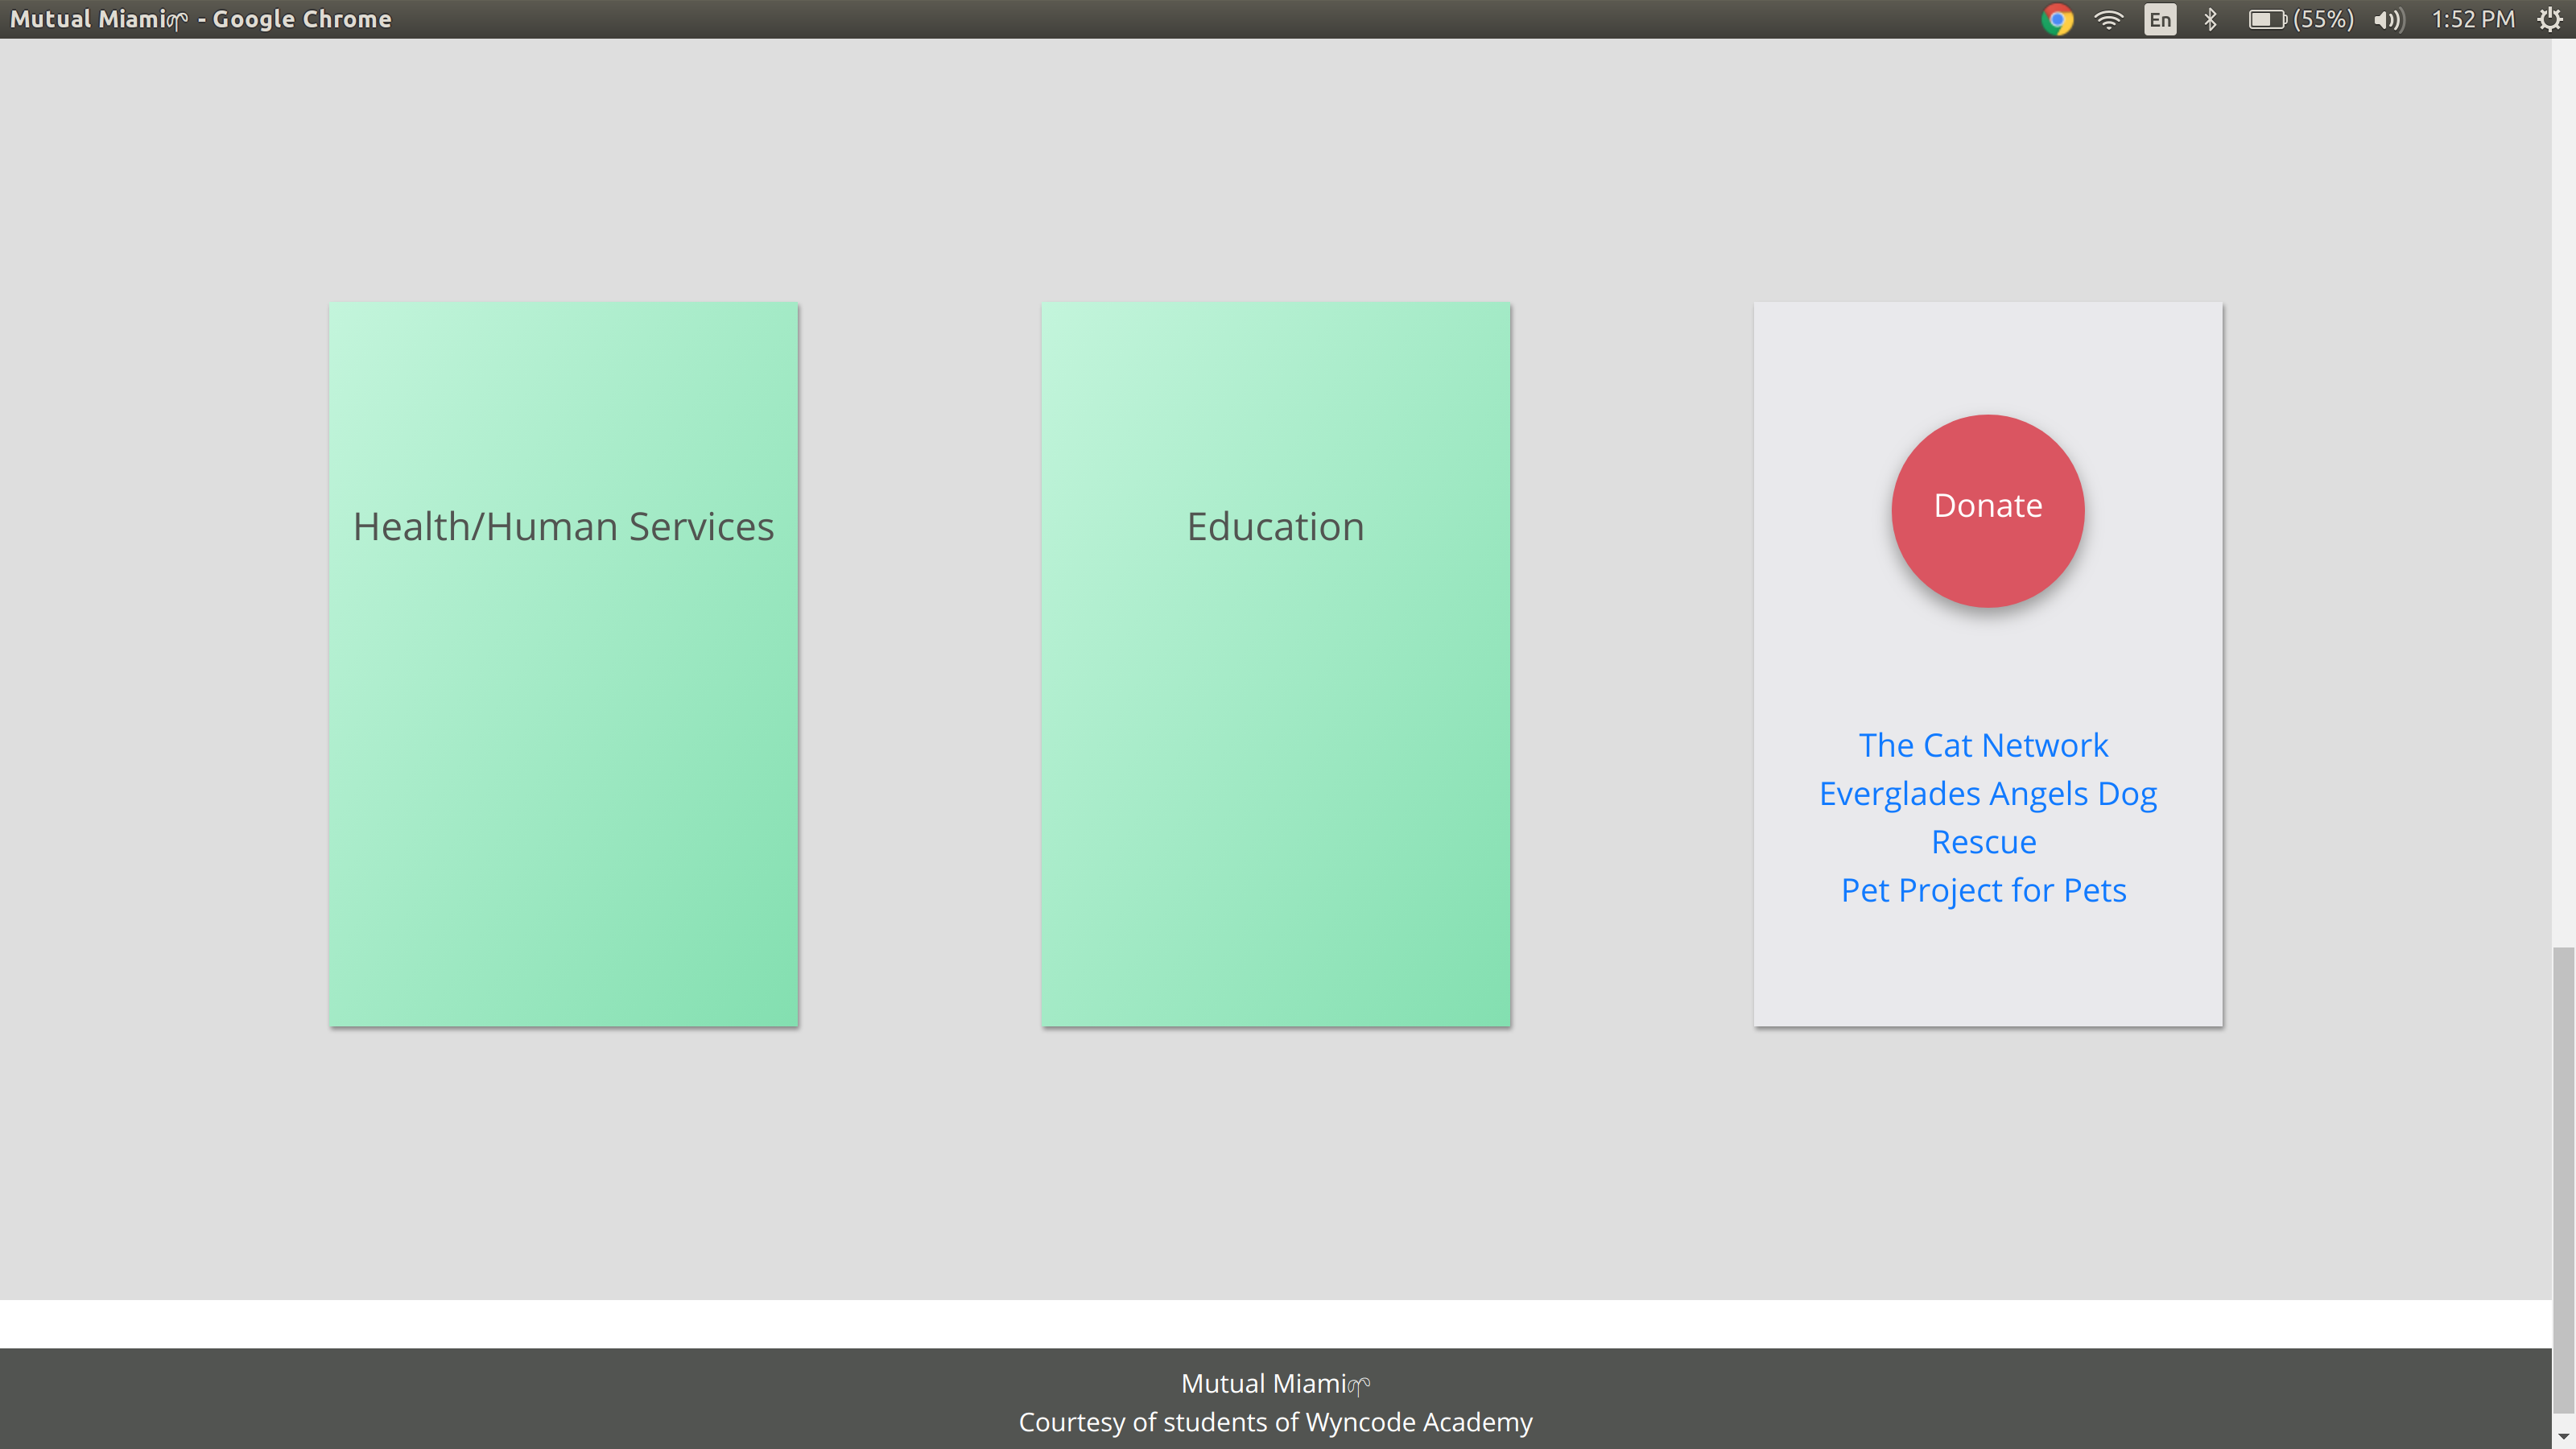 Mutual Miami🌱 - Google Chrome
En
(55%)
1:52 PM
Health/Human Services
Education
Donate
The Cat Network
Everglades Angels Dog
Rescue
Pet Project for Pets
Mutual Miami🌱
Courtesy of students of Wyncode Academy